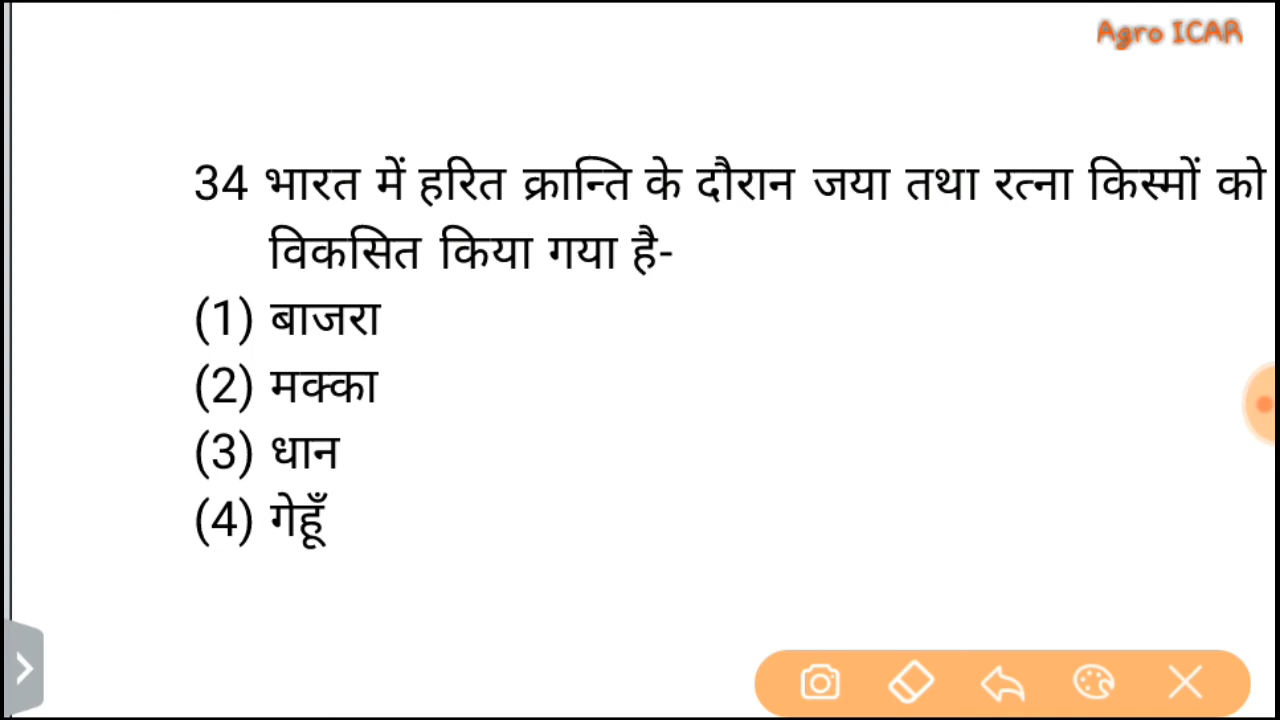 Agro ICAR
34 भारत में हरित क्रान्ति के दौरान जया तथा रत्ना किस्मों को
विकसित किया गया है-
(1) बाजरा
(2) मक्का
(3) धान
(4) गेहूँ